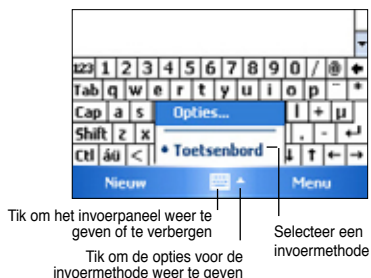 123 1 2 3 4 5 6 7 8 9 0 / @
Tab q w e r t y u i o p ¨ *
Cap a s l + µ
Opties...
Shift z x , . -
Toetsenbord
Ctl áü <
Nieuw Menu
Tik om het invoerpaneel weer te
geven of te verbergen
Selecteer een
invoermethode
Tik om de opties voor de
invoermethode weer te geven